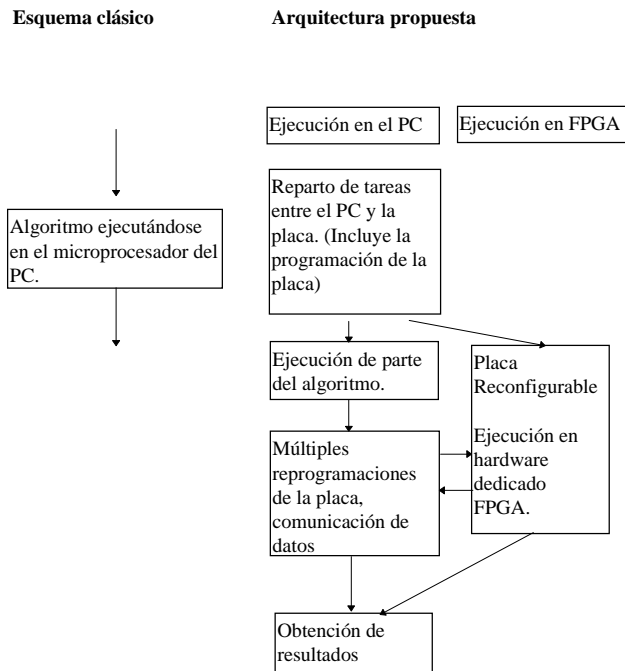 Esquema clásico
Arquitectura propuesta
Ejecución en el PC
Ejecución en FPGA
Algoritmo ejecutándose
en el microprocesador del
PC.
Reparto de tareas
entre el PC y la
placa. (Incluye la
programación de la
placa)
Ejecución de parte
del algoritmo.
Placa
Reconfigurable
Ejecución en
hardware
dedicado
FPGA.
Múltiples
reprogramaciones
de la placa,
comunicación de
datos
Obtención de
resultados